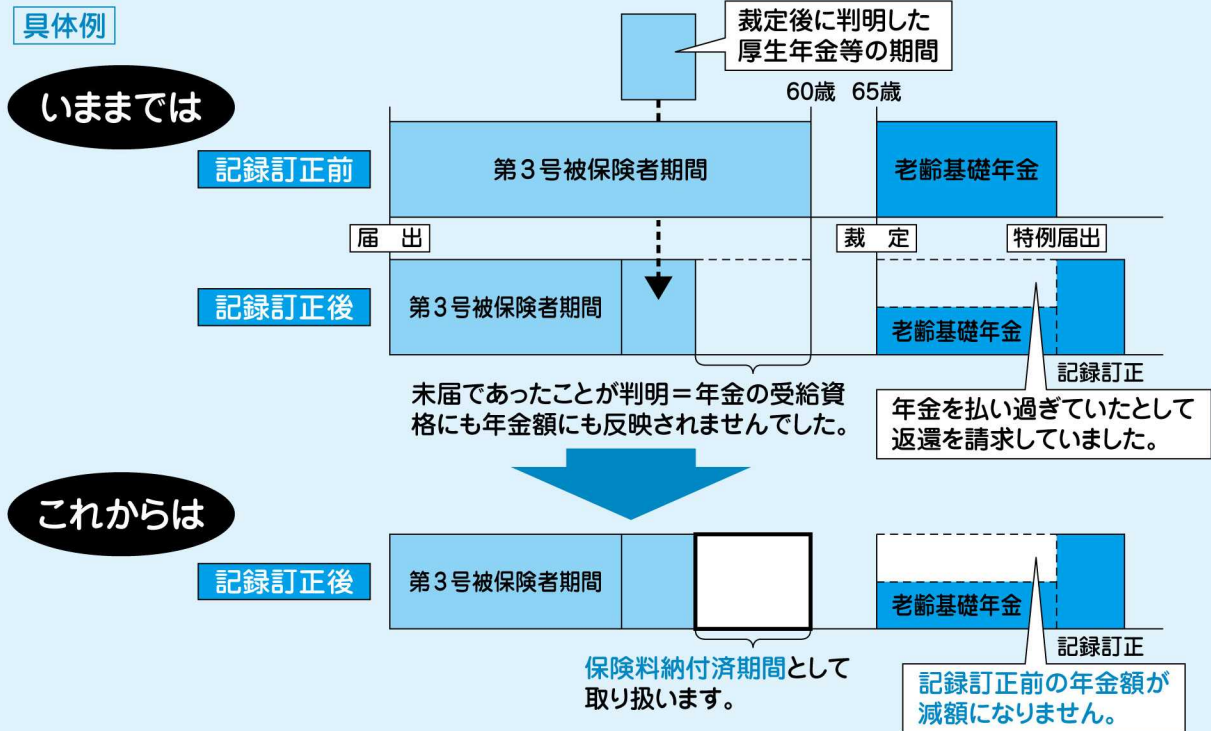 具体例
裁定後に判明した
厚生年金等の期間
いままでは
60歳 65歳
記録訂正前
第3号被保険者期間
老齢基礎年金
届 出
裁 定
特例届出
記録訂正後
第3号被保険者期間
老齢基礎年金
記録訂正
未届であったことが判明=年金の受給資
格にも年金額にも反映されませんでした。
年金を払い過ぎていたとして
返還を請求していました。
これからは
記録訂正後
第3号被保険者期間
老齢基礎年金
記録訂正
保険料納付済期間として
取り扱います。
記録訂正前の年金額が
減額になりません。